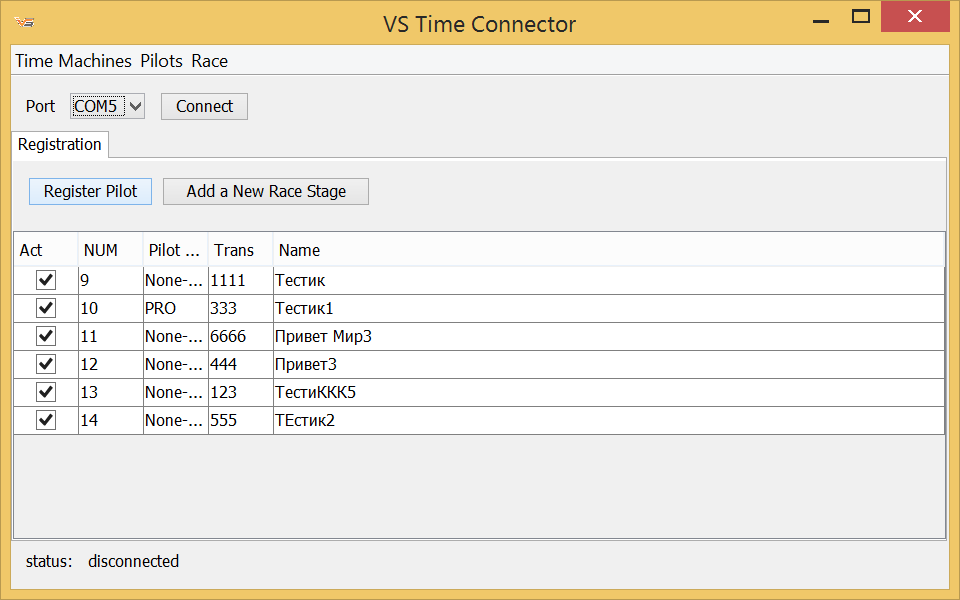 VS Time Connector
Time Machines Pilots Race
Port COM5 Connect
Registration
Register Pilot Add a New Race Stage
Act NUM Pilot ... Trans Name
9 None-... 1111 Тестик
10 PRO 333 Тестик1
11 None-... 6666 Привет Мир3
12 None-... 444 Привет3
13 None-... 123 ТестиККК5
14 None-... 555 ТЕстик2
status: disconnected